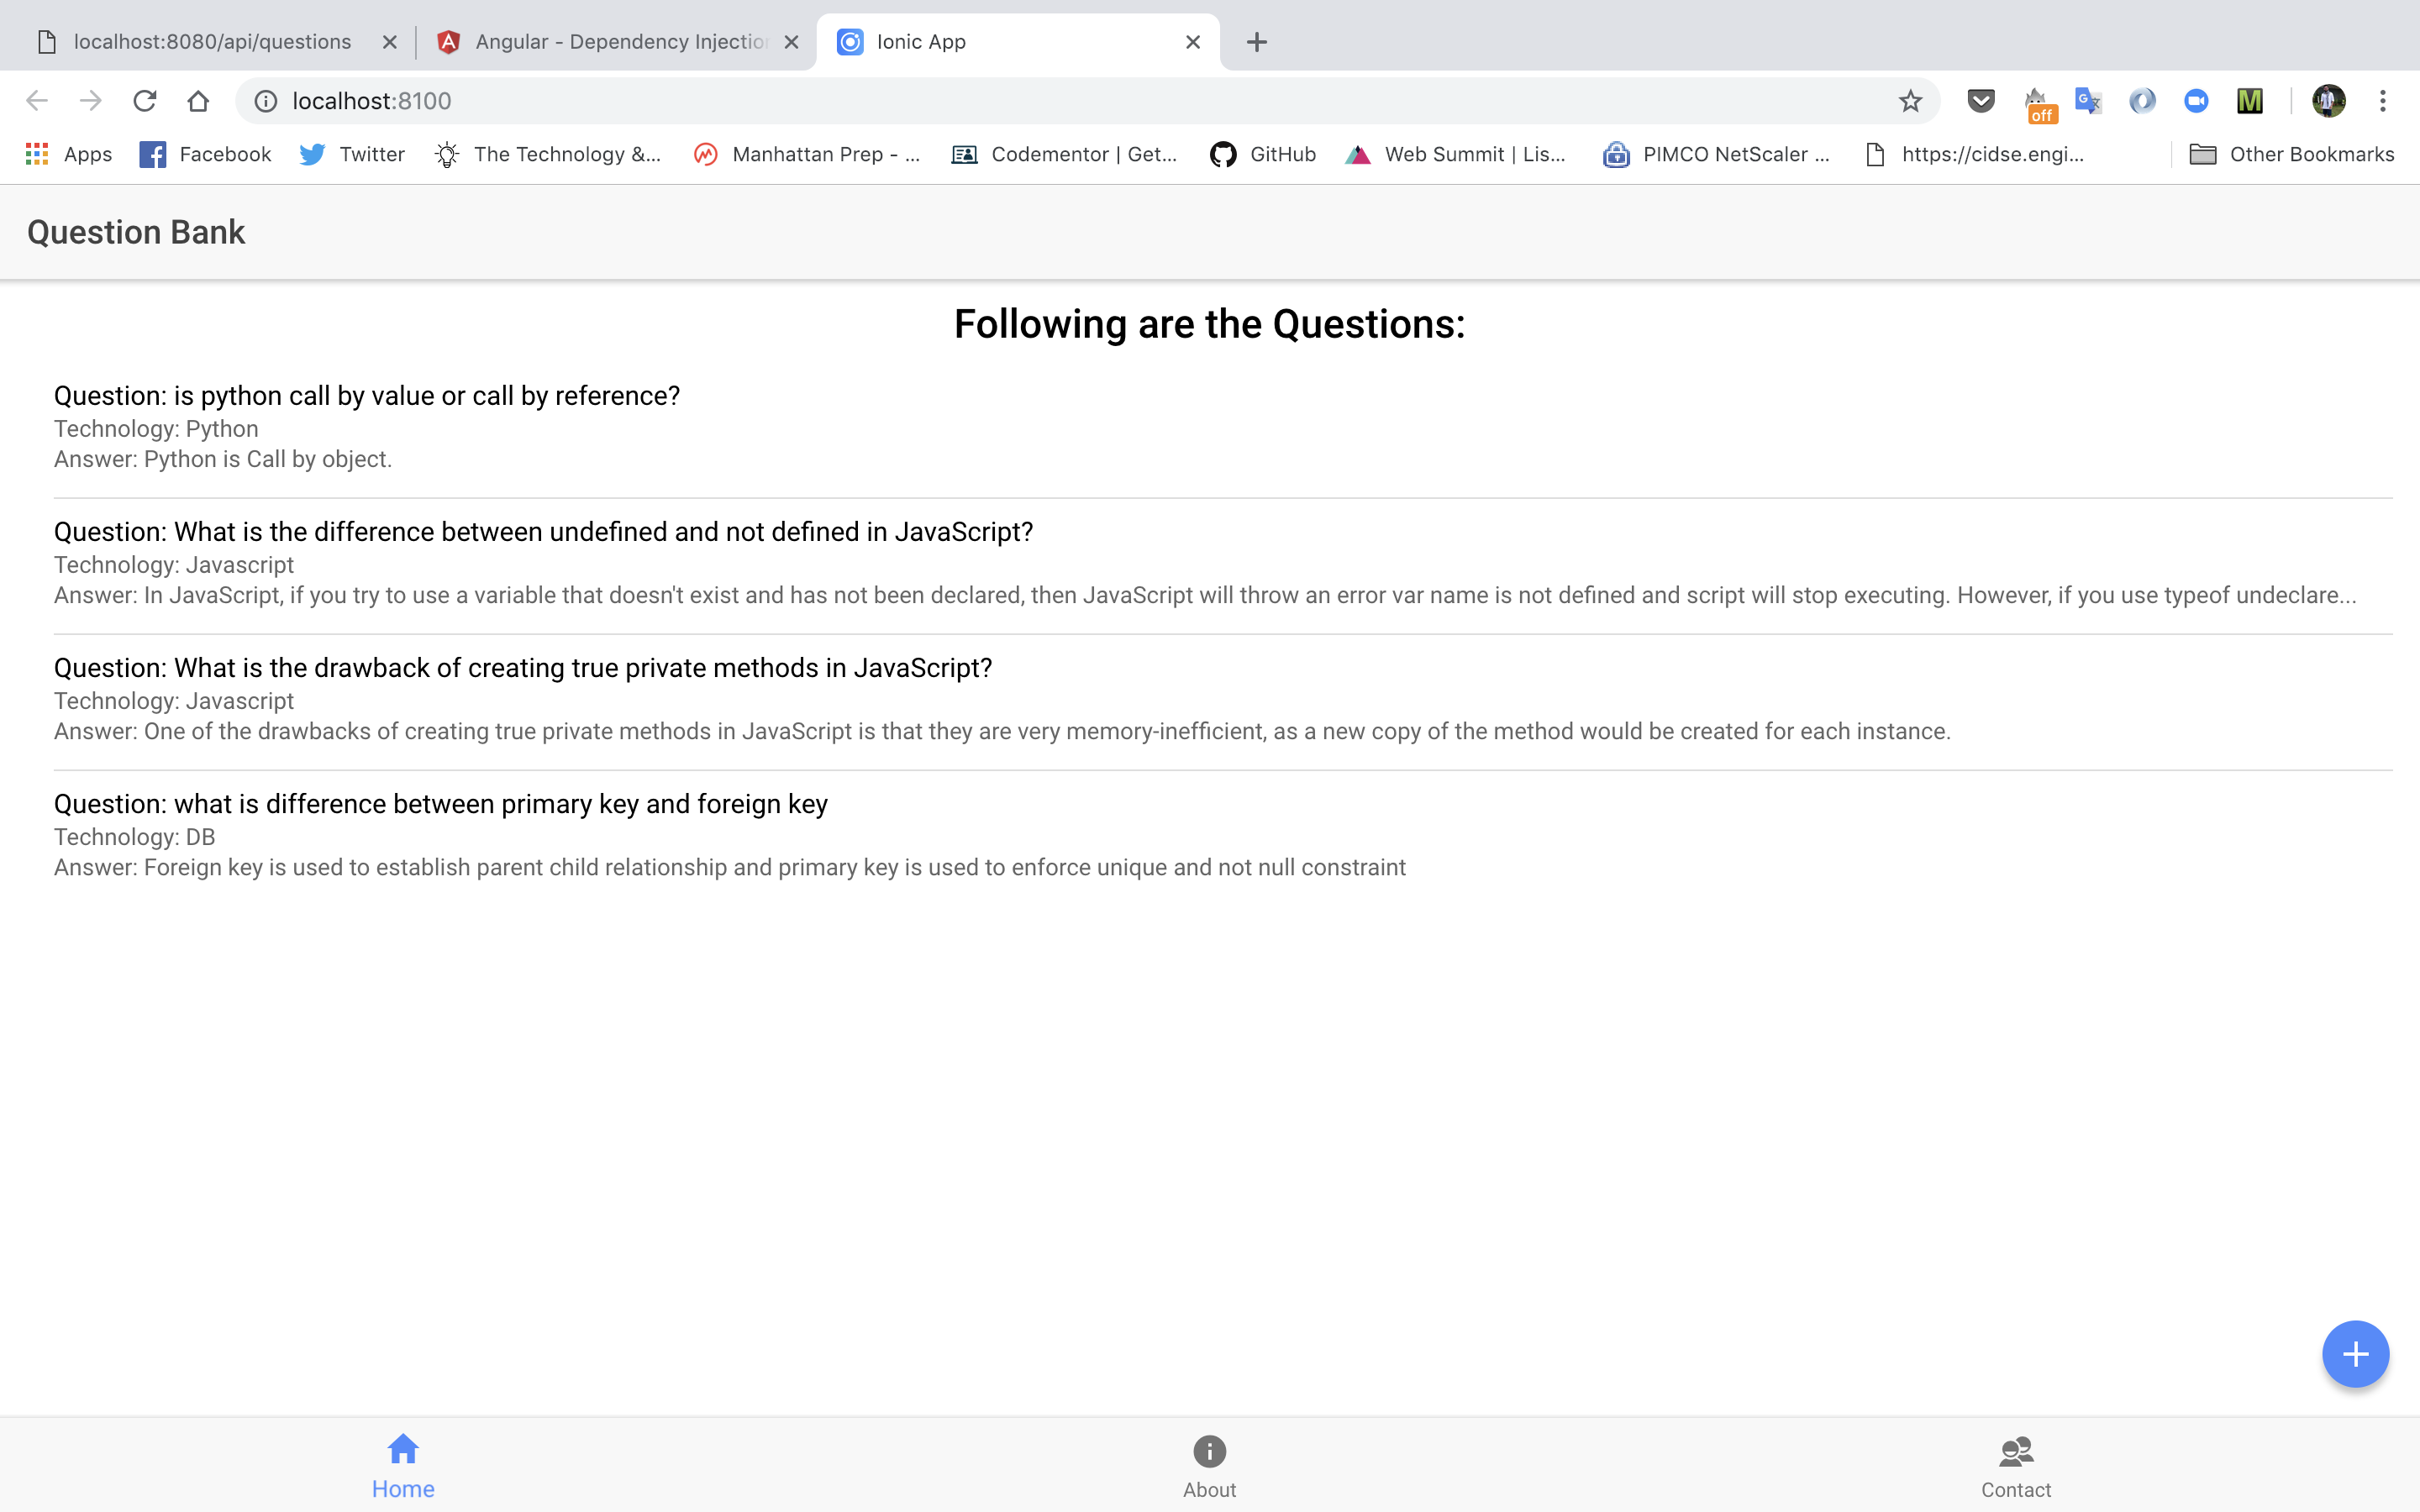 localhost:8080/api/questions
Angular - Dependency Injection
Ionic App
localhost:8100
off
Apps
Facebook
Twitter
The Technology &...
Manhattan Prep - ...
Codementor | Get...
GitHub
Web Summit | Lis...
PIMCO NetScaler ...
https://cidse.engi...
Other Bookmarks
Question Bank
Following are the Questions:
Question: is python call by value or call by reference?
Technology: Python
Answer: Python is Call by object.
Question: What is the difference between undefined and not defined in JavaScript?
Technology: Javascript
Answer: In JavaScript, if you try to use a variable that doesn't exist and has not been declared, then JavaScript will throw an error var name is not defined and script will stop executing. However, if you use typeof undeclare...
Question: What is the drawback of creating true private methods in JavaScript?
Technology: Javascript
Answer: One of the drawbacks of creating true private methods in JavaScript is that they are very memory-inefficient, as a new copy of the method would be created for each instance.
Question: what is difference between primary key and foreign key
Technology: DB
Answer: Foreign key is used to establish parent child relationship and primary key is used to enforce unique and not null constraint
Home
About
Contact